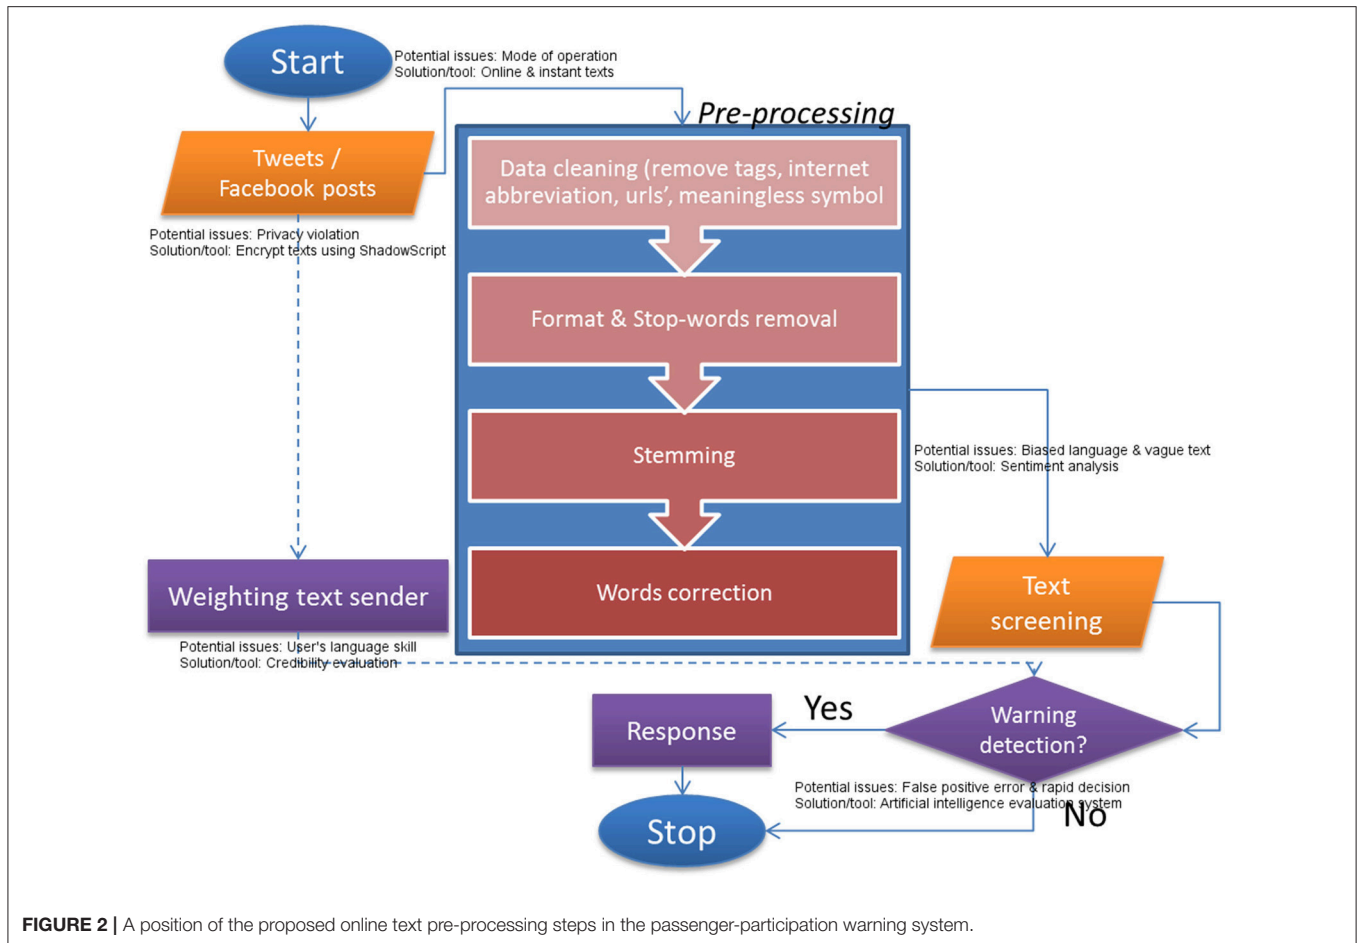 Start
Potential issues: Mode of operation
Solution/tool: Online & instant texts
Pre-processing
Tweets /
Facebook posts
Data cleaning (remove tags, internet
abbreviation, urls’, meaningless symbol
Potential issues: Privacy violation
Solution/tool: Encrypt texts using ShadowScript
Format & Stop-words removal
Stemming
Potential issues: Biased language & vague text
Solution/tool: Sentiment analysis
Words correction
Weighting text sender
Potential issues: User's language skill
Solution/tool: Credibility evaluation
Text
screening
Warning
detection?
Yes
Response
Potential issues: False positive error & rapid decision
Solution/tool: Artificial intelligence evaluation system
No
Stop
FIGURE 2 | A position of the proposed online text pre-processing steps in the passenger-participation warning system.